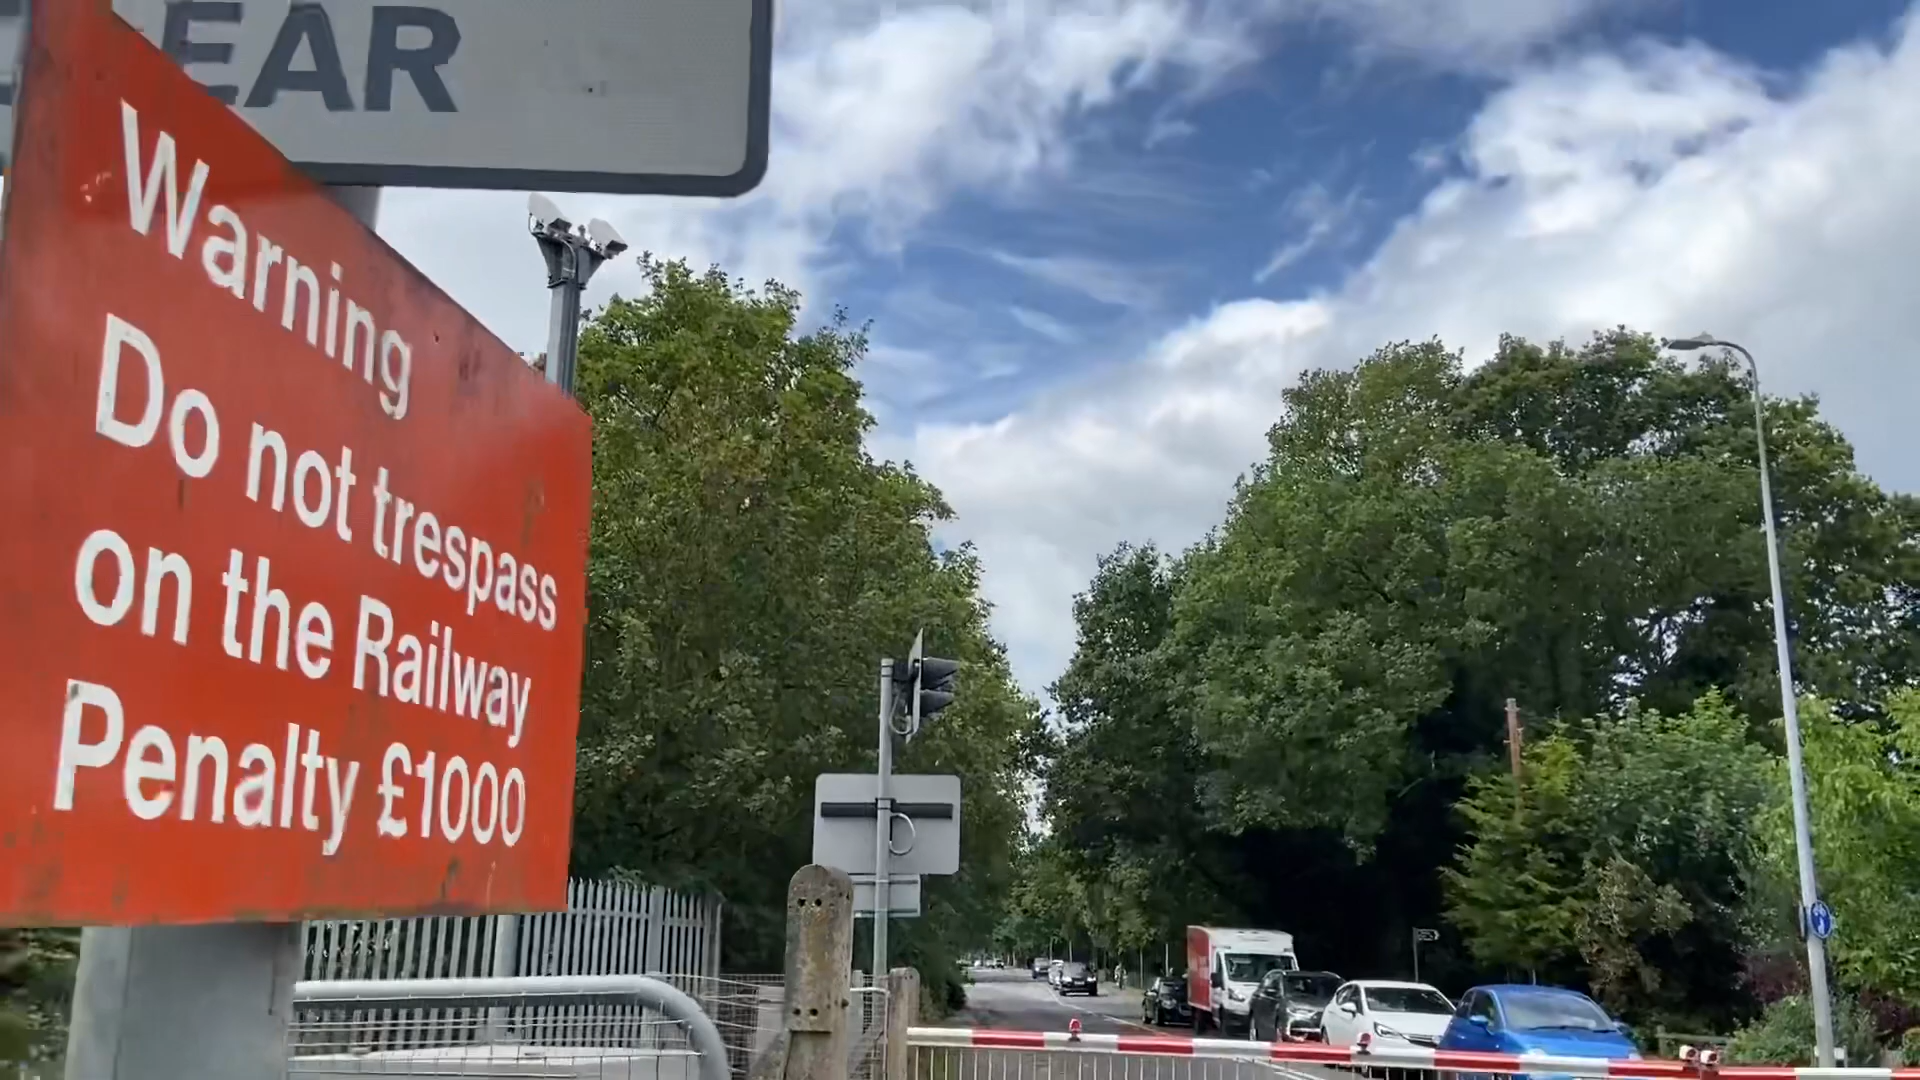 EAR
Warning
Do not trespass
on the Railway
Penalty £1000